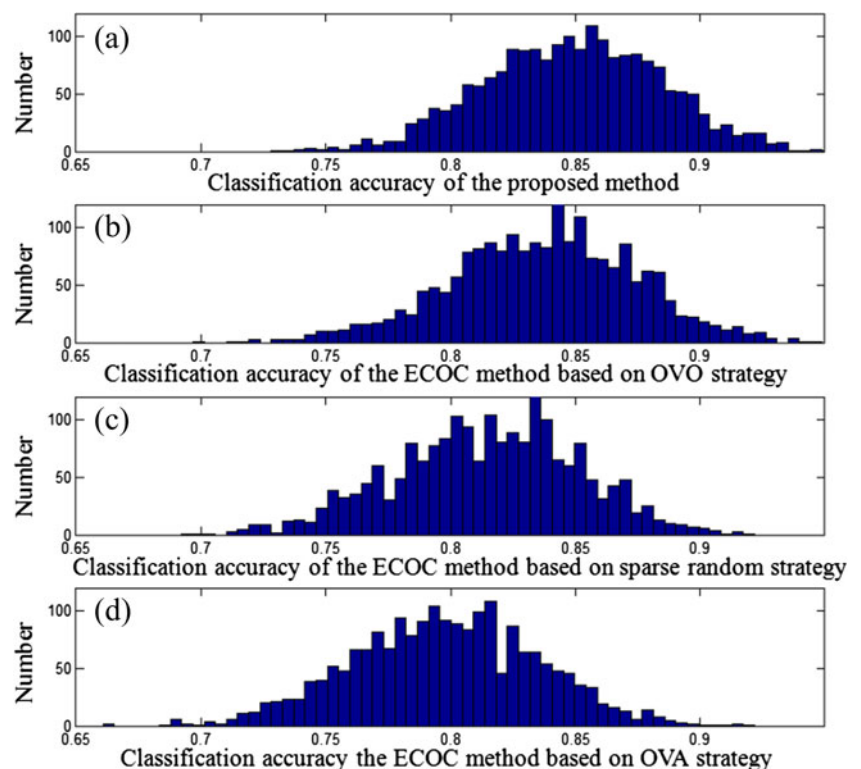 (a)
Number
100
50
0
0.65 0.7 0.75 0.8 0.85 0.9
Classification accuracy of the proposed method
(b)
Number
100
50
0
0.65 0.7 0.75 0.8 0.85 0.9
Classification accuracy of the ECOC method based on OVO strategy
(c)
Number
100
50
0
0.65 0.7 0.75 0.8 0.85 0.9
Classification accuracy of the ECOC method based on sparse random strategy
(d)
Number
100
50
0
0.65 0.7 0.75 0.8 0.85 0.9
Classification accuracy the ECOC method based on OVA strategy